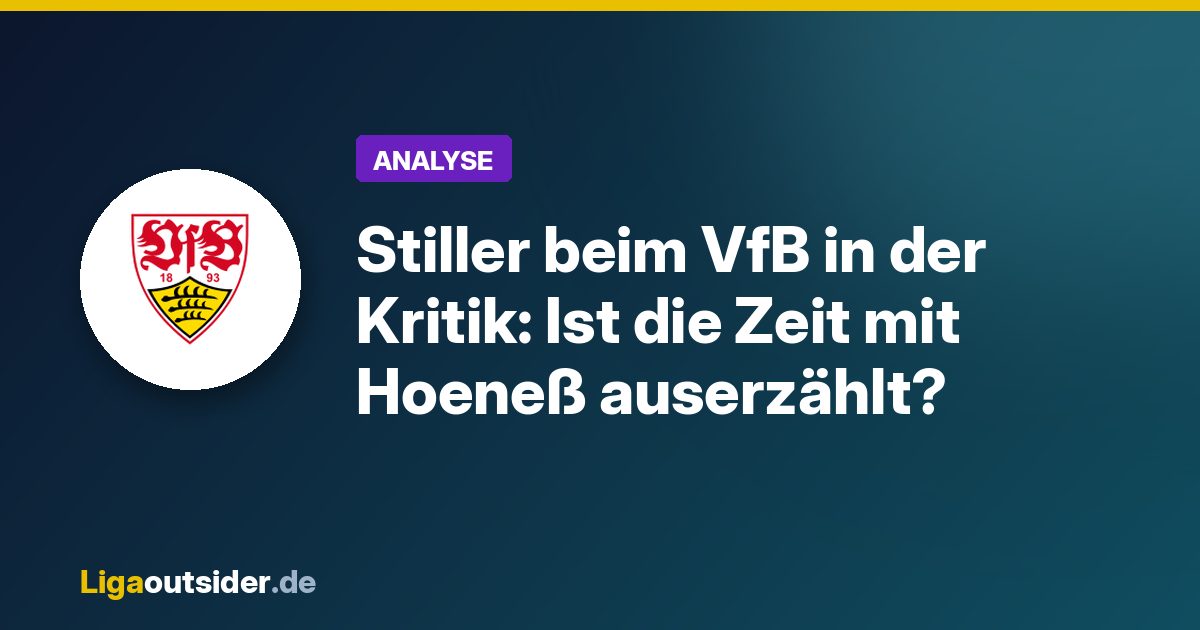 ANALYSE
VfB
18 93
Stiller beim VfB in der
Kritik: Ist die Zeit mit
Hoeneß auserzählt?
Ligaoutsider.de